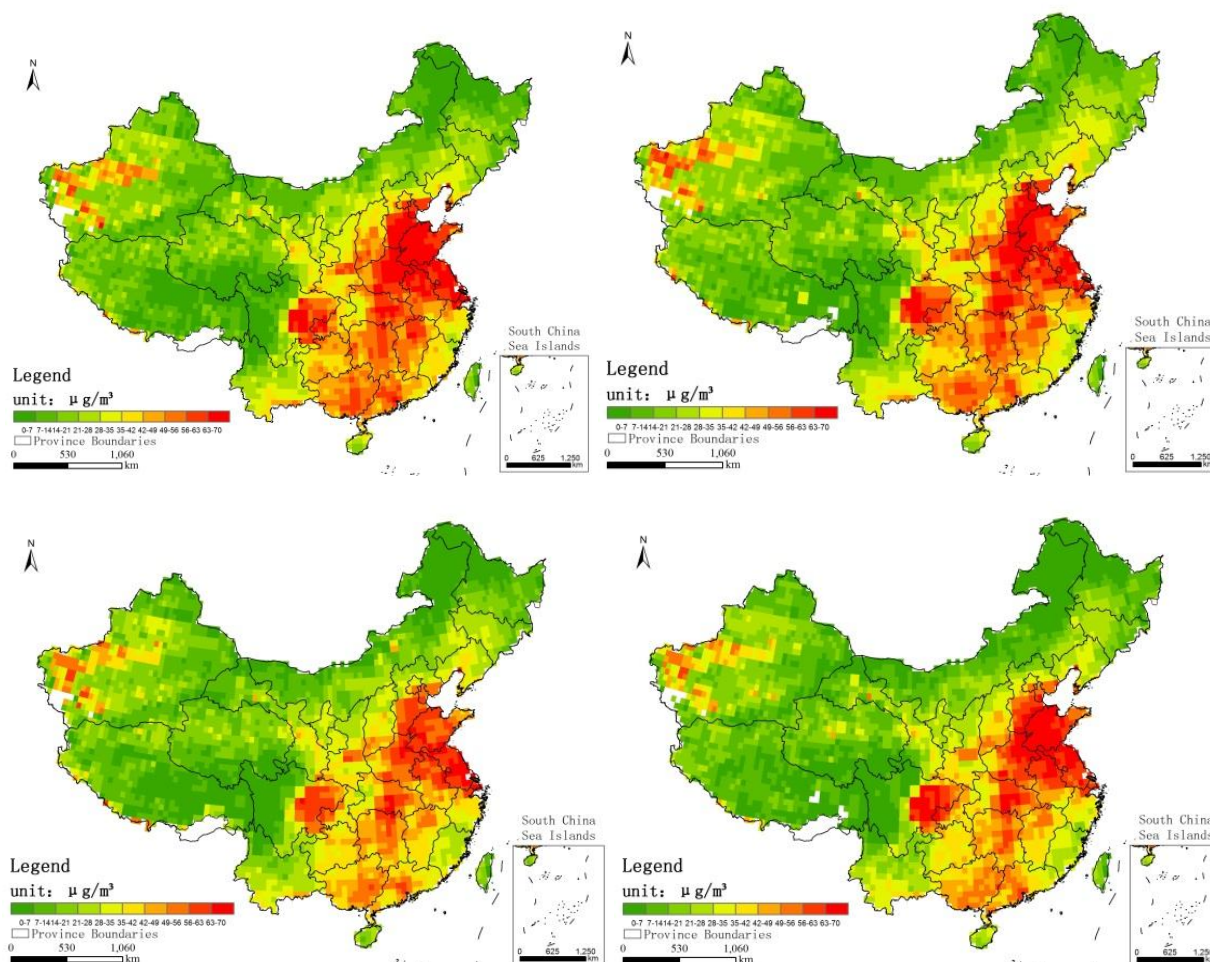 N
South China
Sea Islands
Legend
unit: μg/m³
0-7 7-14 14-21 21-28 28-35 35-42 42-49 49-56 56-63 63-70
Province Boundaries
0 530 1,060
km
0 625 1,250
km
N
South China
Sea Islands
Legend
unit: μg/m³
0-7 7-14 14-21 21-28 28-35 35-42 42-49 49-56 56-63 63-70
Province Boundaries
0 530 1,060
km
0 625 1,250
km
N
South China
Sea Islands
Legend
unit: μg/m³
0-7 7-14 14-21 21-28 28-35 35-42 42-49 49-56 56-63 63-70
Province Boundaries
0 530 1,060
km
0 625 1,250
km
N
South China
Sea Islands
Legend
unit: μg/m³
0-7 7-14 14-21 21-28 28-35 35-42 42-49 49-56 56-63 63-70
Province Boundaries
0 530 1,060
km
0 625 1,250
km